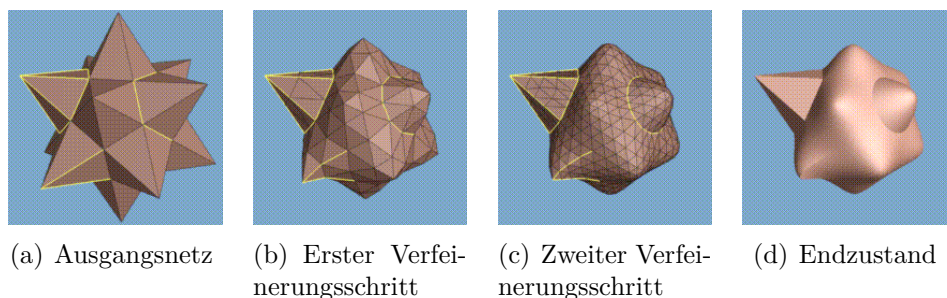 (a) Ausgangsnetz
(b) Erster Verfei-
nerungsschritt
(c) Zweiter Verfei-
nerungsschritt
(d) Endzustand